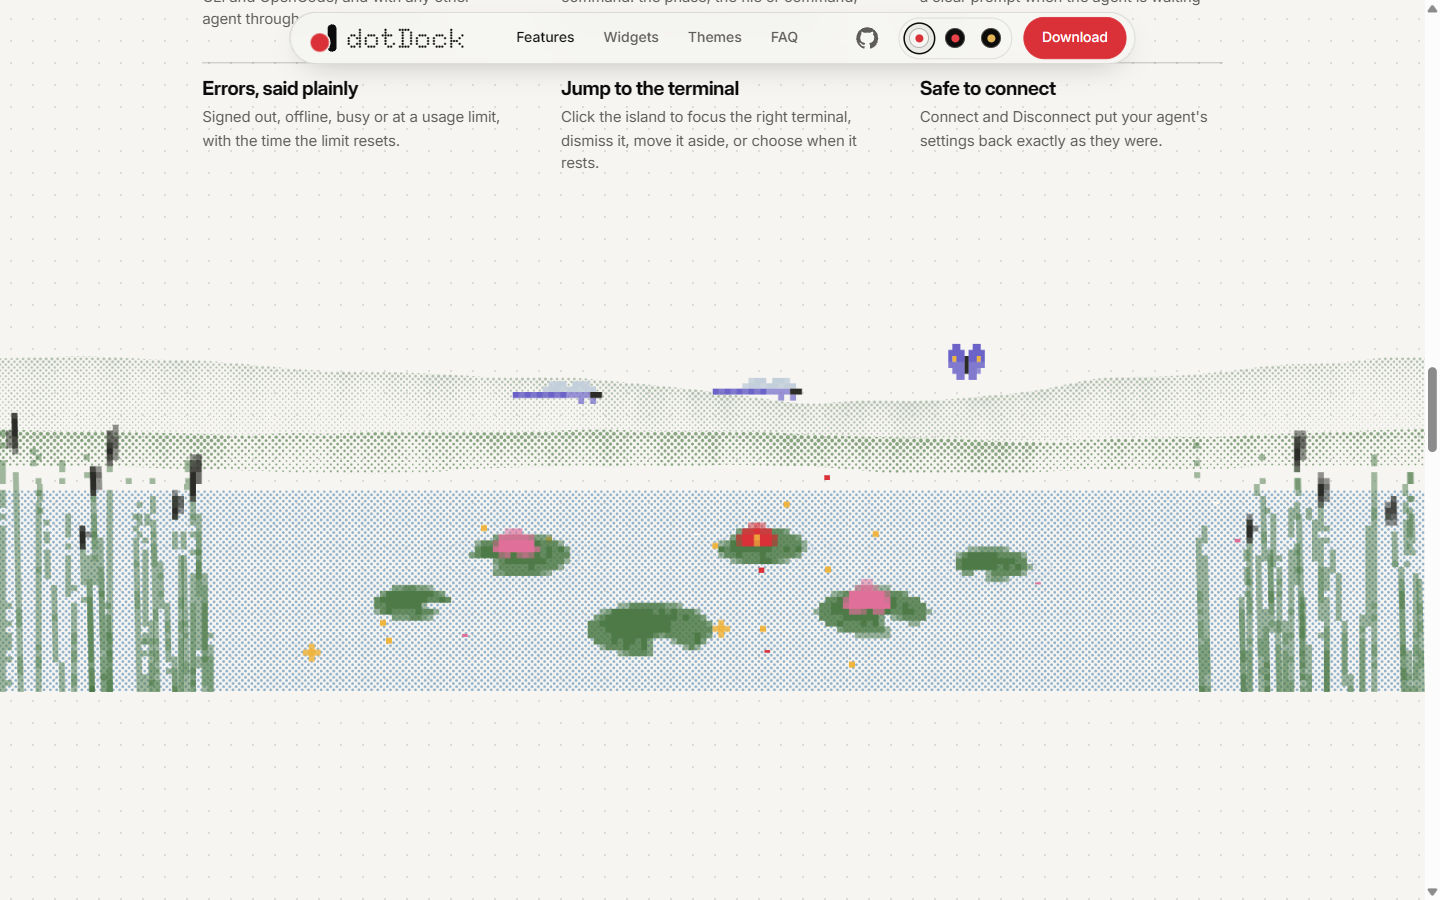 agent through
dotDock
Features
Widgets
Themes
FAQ
Download
Errors, said plainly
Signed out, offline, busy or at a usage limit,
with the time the limit resets.
Jump to the terminal
Click the island to focus the right terminal,
dismiss it, move it aside, or choose when it
rests.
Safe to connect
Connect and Disconnect put your agent's
settings back exactly as they were.